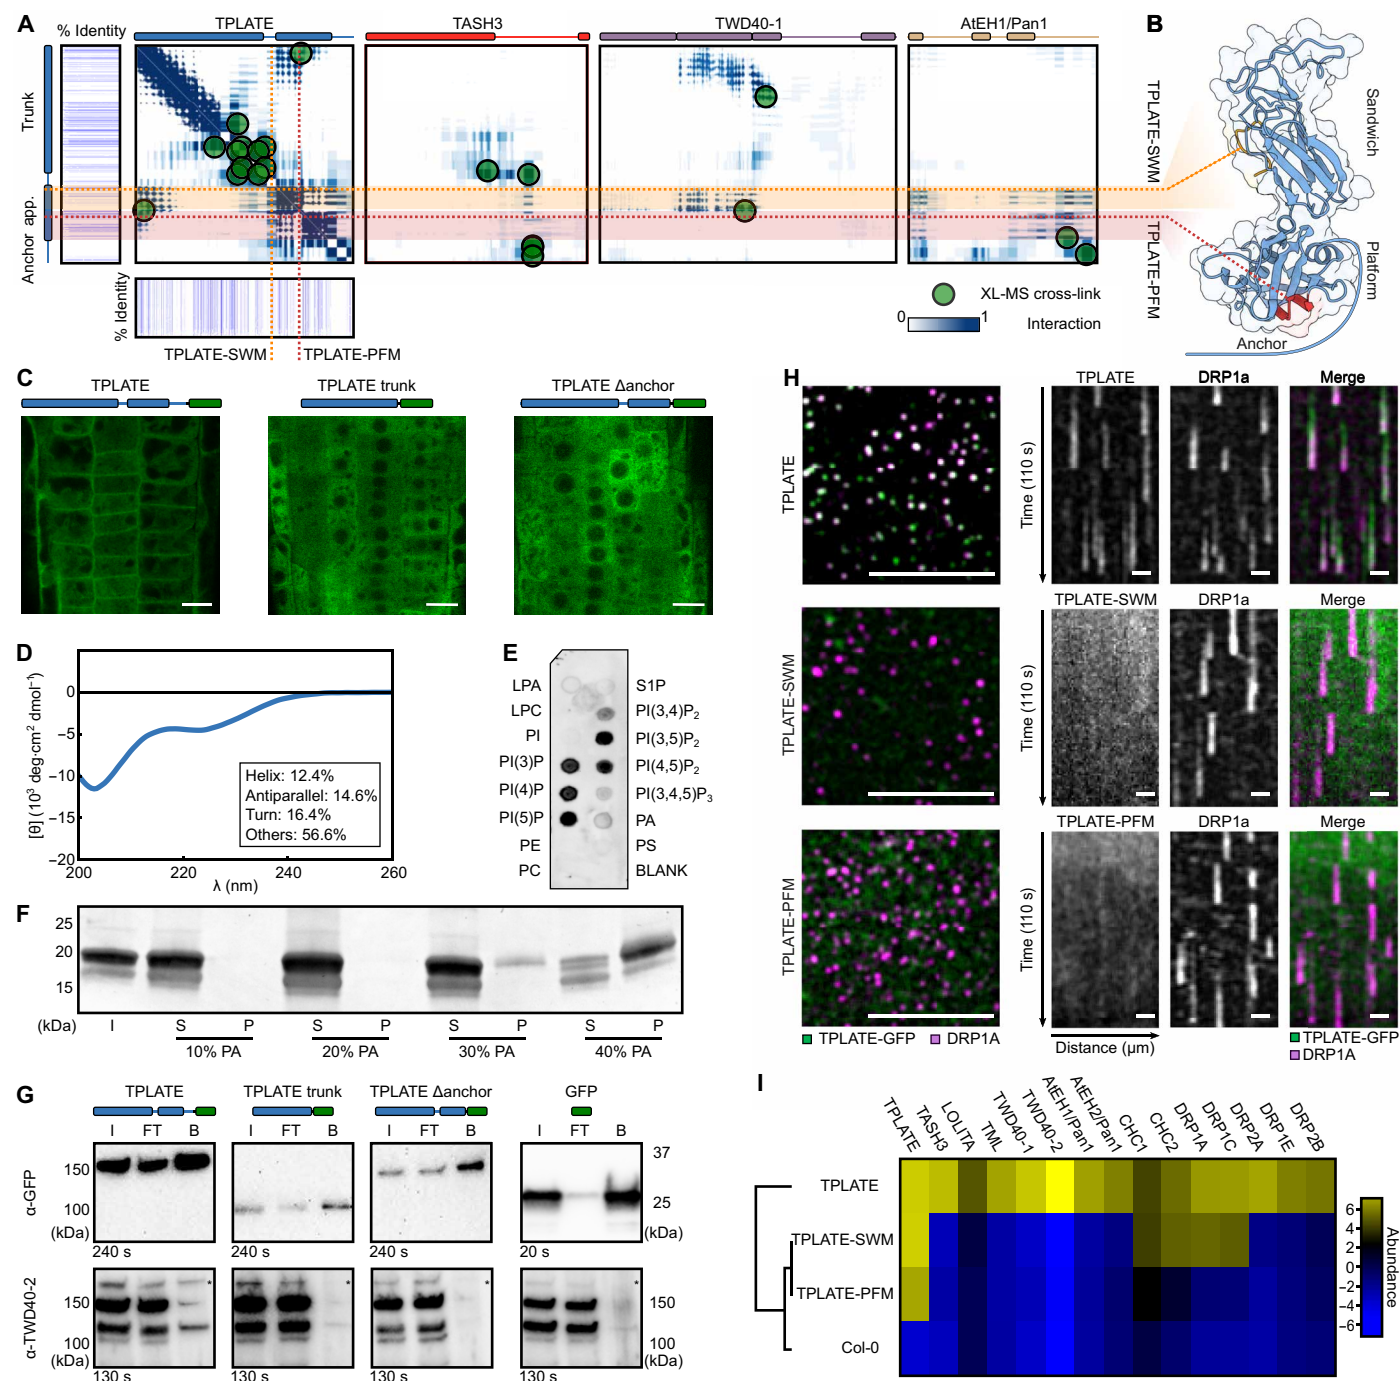 A
% Identity
TPLATE
TASH3
TWD40-1
AtEH1/Pan1
B
Trunk
Anchor app.
% Identity
TPLATE-SWM
TPLATE-PFM
XL-MS cross-link
0
1
Interaction
TPLATE-SWM
TPLATE-PFM
Sandwich
Platform
Anchor
C
TPLATE
TPLATE trunk
TPLATE Δanchor
D
[θ] (10³ deg·cm² dmol⁻¹)
0
−5
−10
−15
−20
200
220
240
260
λ (nm)
Helix: 12.4%
Antiparallel: 14.6%
Turn: 16.4%
Others: 56.6%
E
LPA
LPC
PI
PI(3)P
PI(4)P
PI(5)P
PE
PC
S1P
PI(3,4)P₂
PI(3,5)P₂
PI(4,5)P₂
PI(3,4,5)P₃
PA
PS
BLANK
F
25
20
15
(kDa)
I
S
P
S
P
S
P
S
P
10% PA
20% PA
30% PA
40% PA
G
TPLATE
TPLATE trunk
TPLATE Δanchor
GFP
I FT B
I FT B
I FT B
I FT B
α-GFP
150
100
(kDa)
37
25
(kDa)
240 s
240 s
240 s
20 s
α-TWD40-2
150
100
(kDa)
*
*
*
*
150
100
(kDa)
130 s
130 s
130 s
130 s
H
TPLATE
DRP1a
Merge
TPLATE
Time (110 s)
TPLATE-SWM
DRP1a
Merge
TPLATE-SWM
Time (110 s)
TPLATE-PFM
DRP1a
Merge
TPLATE-PFM
Time (110 s)
TPLATE-GFP
DRP1A
Distance (µm)
TPLATE-GFP
DRP1A
I
TPLATE
TASH3
LOLITA
TML
TWD40-1
TWD40-2
AtEH1/Pan1
AtEH2/Pan1
CHC1
CHC2
DRP1A
DRP1C
DRP2A
DRP1E
DRP2B
TPLATE
TPLATE-SWM
TPLATE-PFM
Col-0
6
4
2
0
−2
−4
−6
Abundance